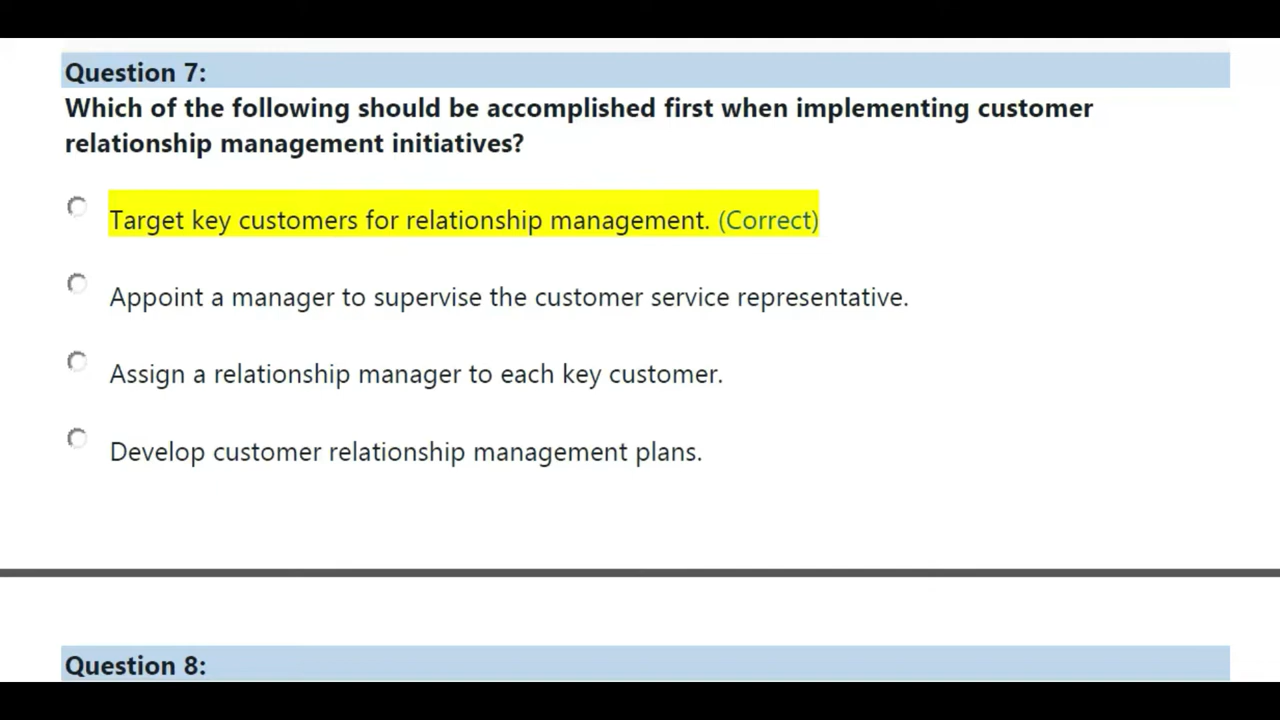 Question 7:
Which of the following should be accomplished first when implementing customer
relationship management initiatives?
Target key customers for relationship management. (Correct)
Appoint a manager to supervise the customer service representative.
Assign a relationship manager to each key customer.
Develop customer relationship management plans.
Question 8: